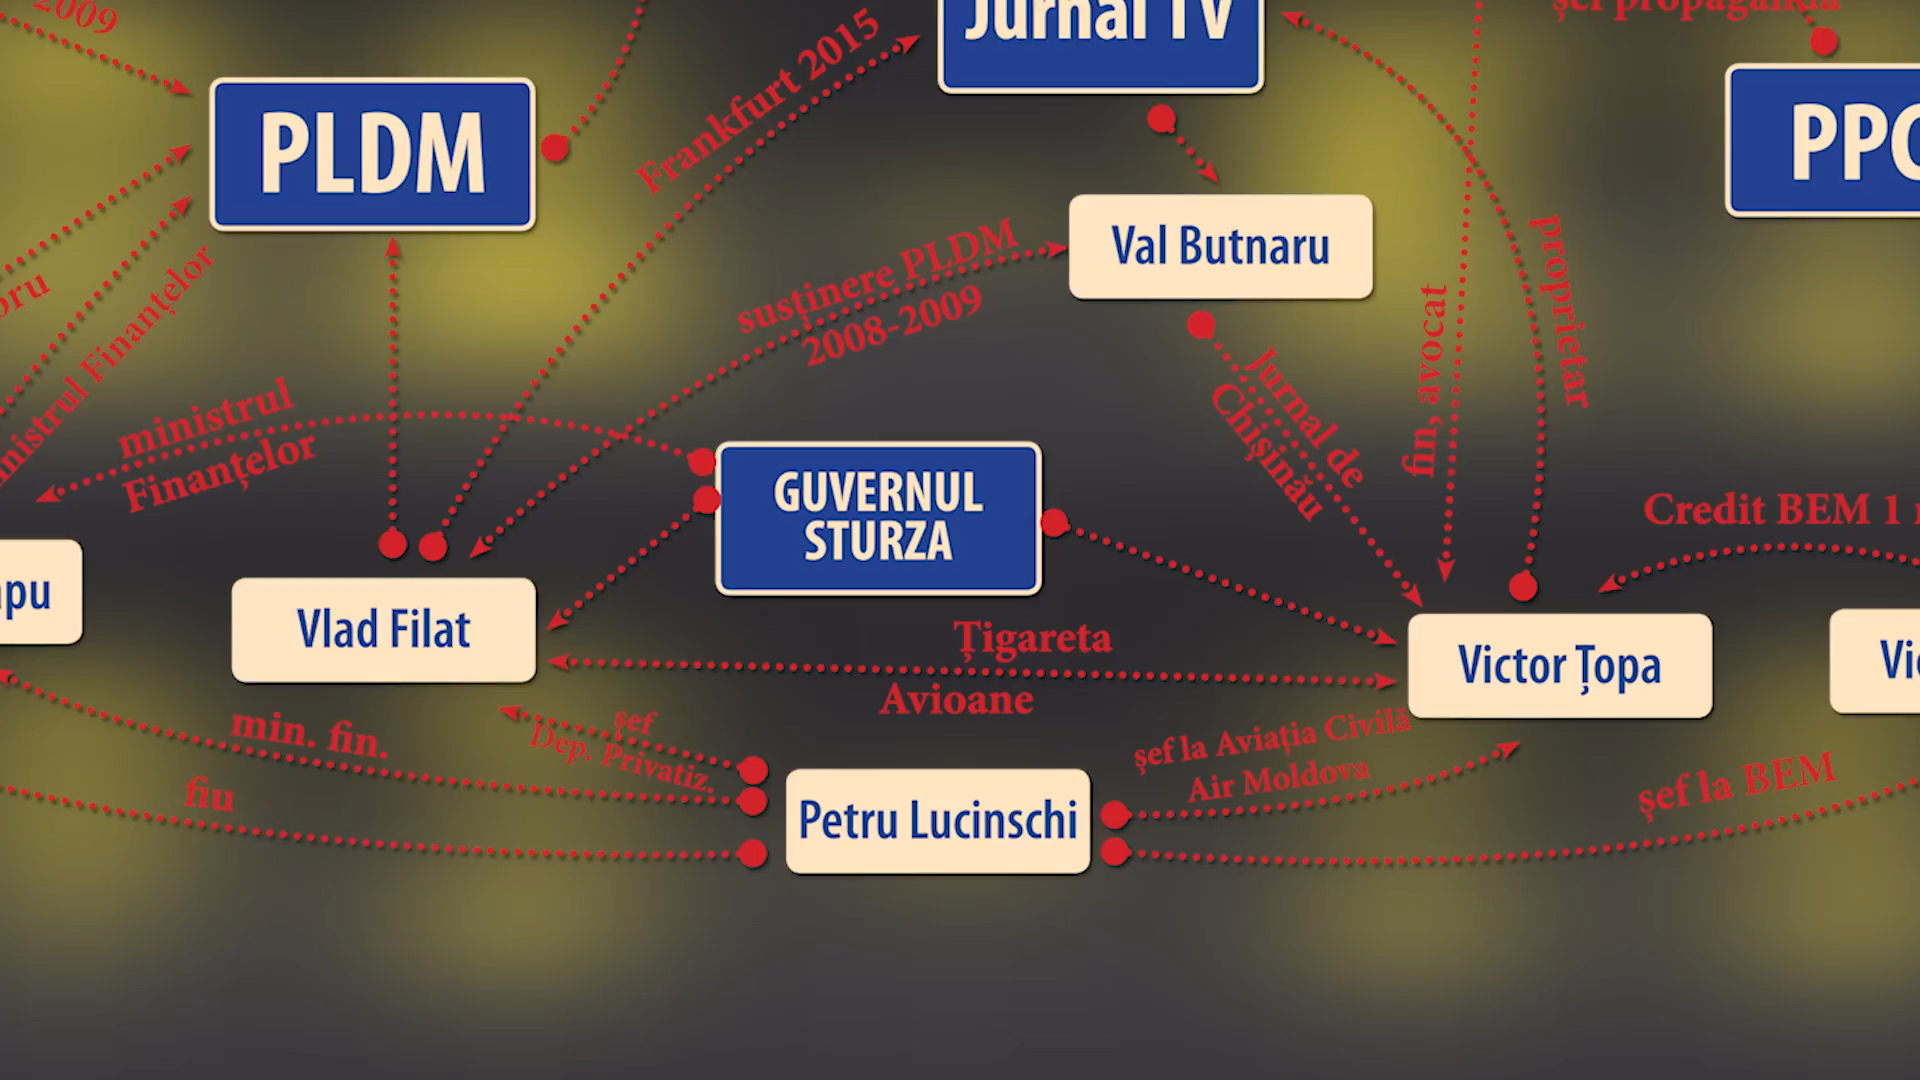 2009
Jurnal TV
PLDM
Frankfurt 2015
Val Butnaru
susținere PLDM
2008-2009
proprietar
fin, avocat
Finanțelor
ministrul
Finanțelor
Jurnal de
Chișinău
GUVERNUL
STURZA
Credit BEM 1
Vlad Filat
Țigareta
Avioane
Victor Țopa
șef
Dep. Privatiz.
min. fin.
fiu
Petru Lucinschi
șef la Aviația Civilă
Air Moldova
șef la BEM